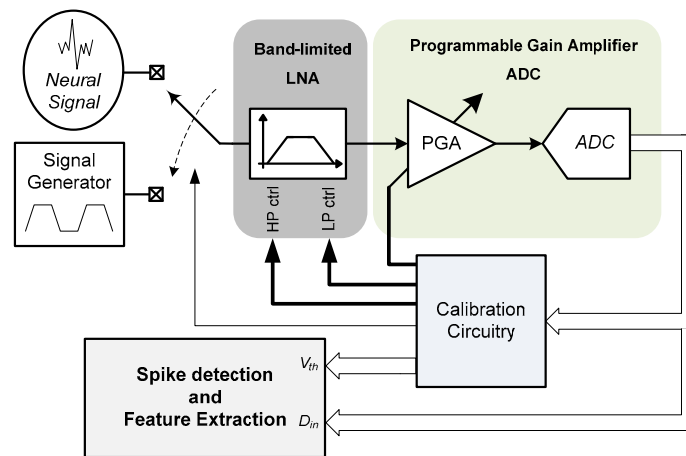 Neural
Signal
Signal
Generator
Band-limited
LNA
HP ctrl
LP ctrl
Programmable Gain Amplifier
ADC
PGA
ADC
Calibration
Circuitry
Spike detection
and
Feature Extraction
Vth
Din